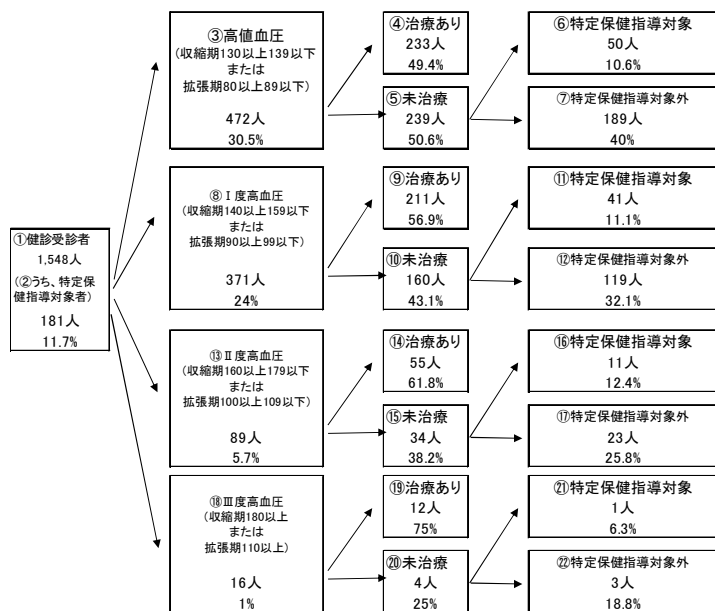 ①健診受診者
1,548人
(②うち、特定保
健指導対象者)
181人
11.7%
③高値血圧
(収縮期130以上139以下
または
拡張期80以上89以下)
472人
30.5%
④治療あり
233人
49.4%
⑤未治療
239人
50.6%
⑥特定保健指導対象
50人
10.6%
⑦特定保健指導対象外
189人
40%
⑧Ⅰ度高血圧
(収縮期140以上159以下
または
拡張期90以上99以下)
371人
24%
⑨治療あり
211人
56.9%
⑩未治療
160人
43.1%
⑪特定保健指導対象
41人
11.1%
⑫特定保健指導対象外
119人
32.1%
⑬Ⅱ度高血圧
(収縮期160以上179以下
または
拡張期100以上109以下)
89人
5.7%
⑭治療あり
55人
61.8%
⑮未治療
34人
38.2%
⑯特定保健指導対象
11人
12.4%
⑰特定保健指導対象外
23人
25.8%
⑱Ⅲ度高血圧
(収縮期180以上
または
拡張期110以上)
16人
1%
⑲治療あり
12人
75%
⑳未治療
4人
25%
㉑特定保健指導対象
1人
6.3%
㉒特定保健指導対象外
3人
18.8%